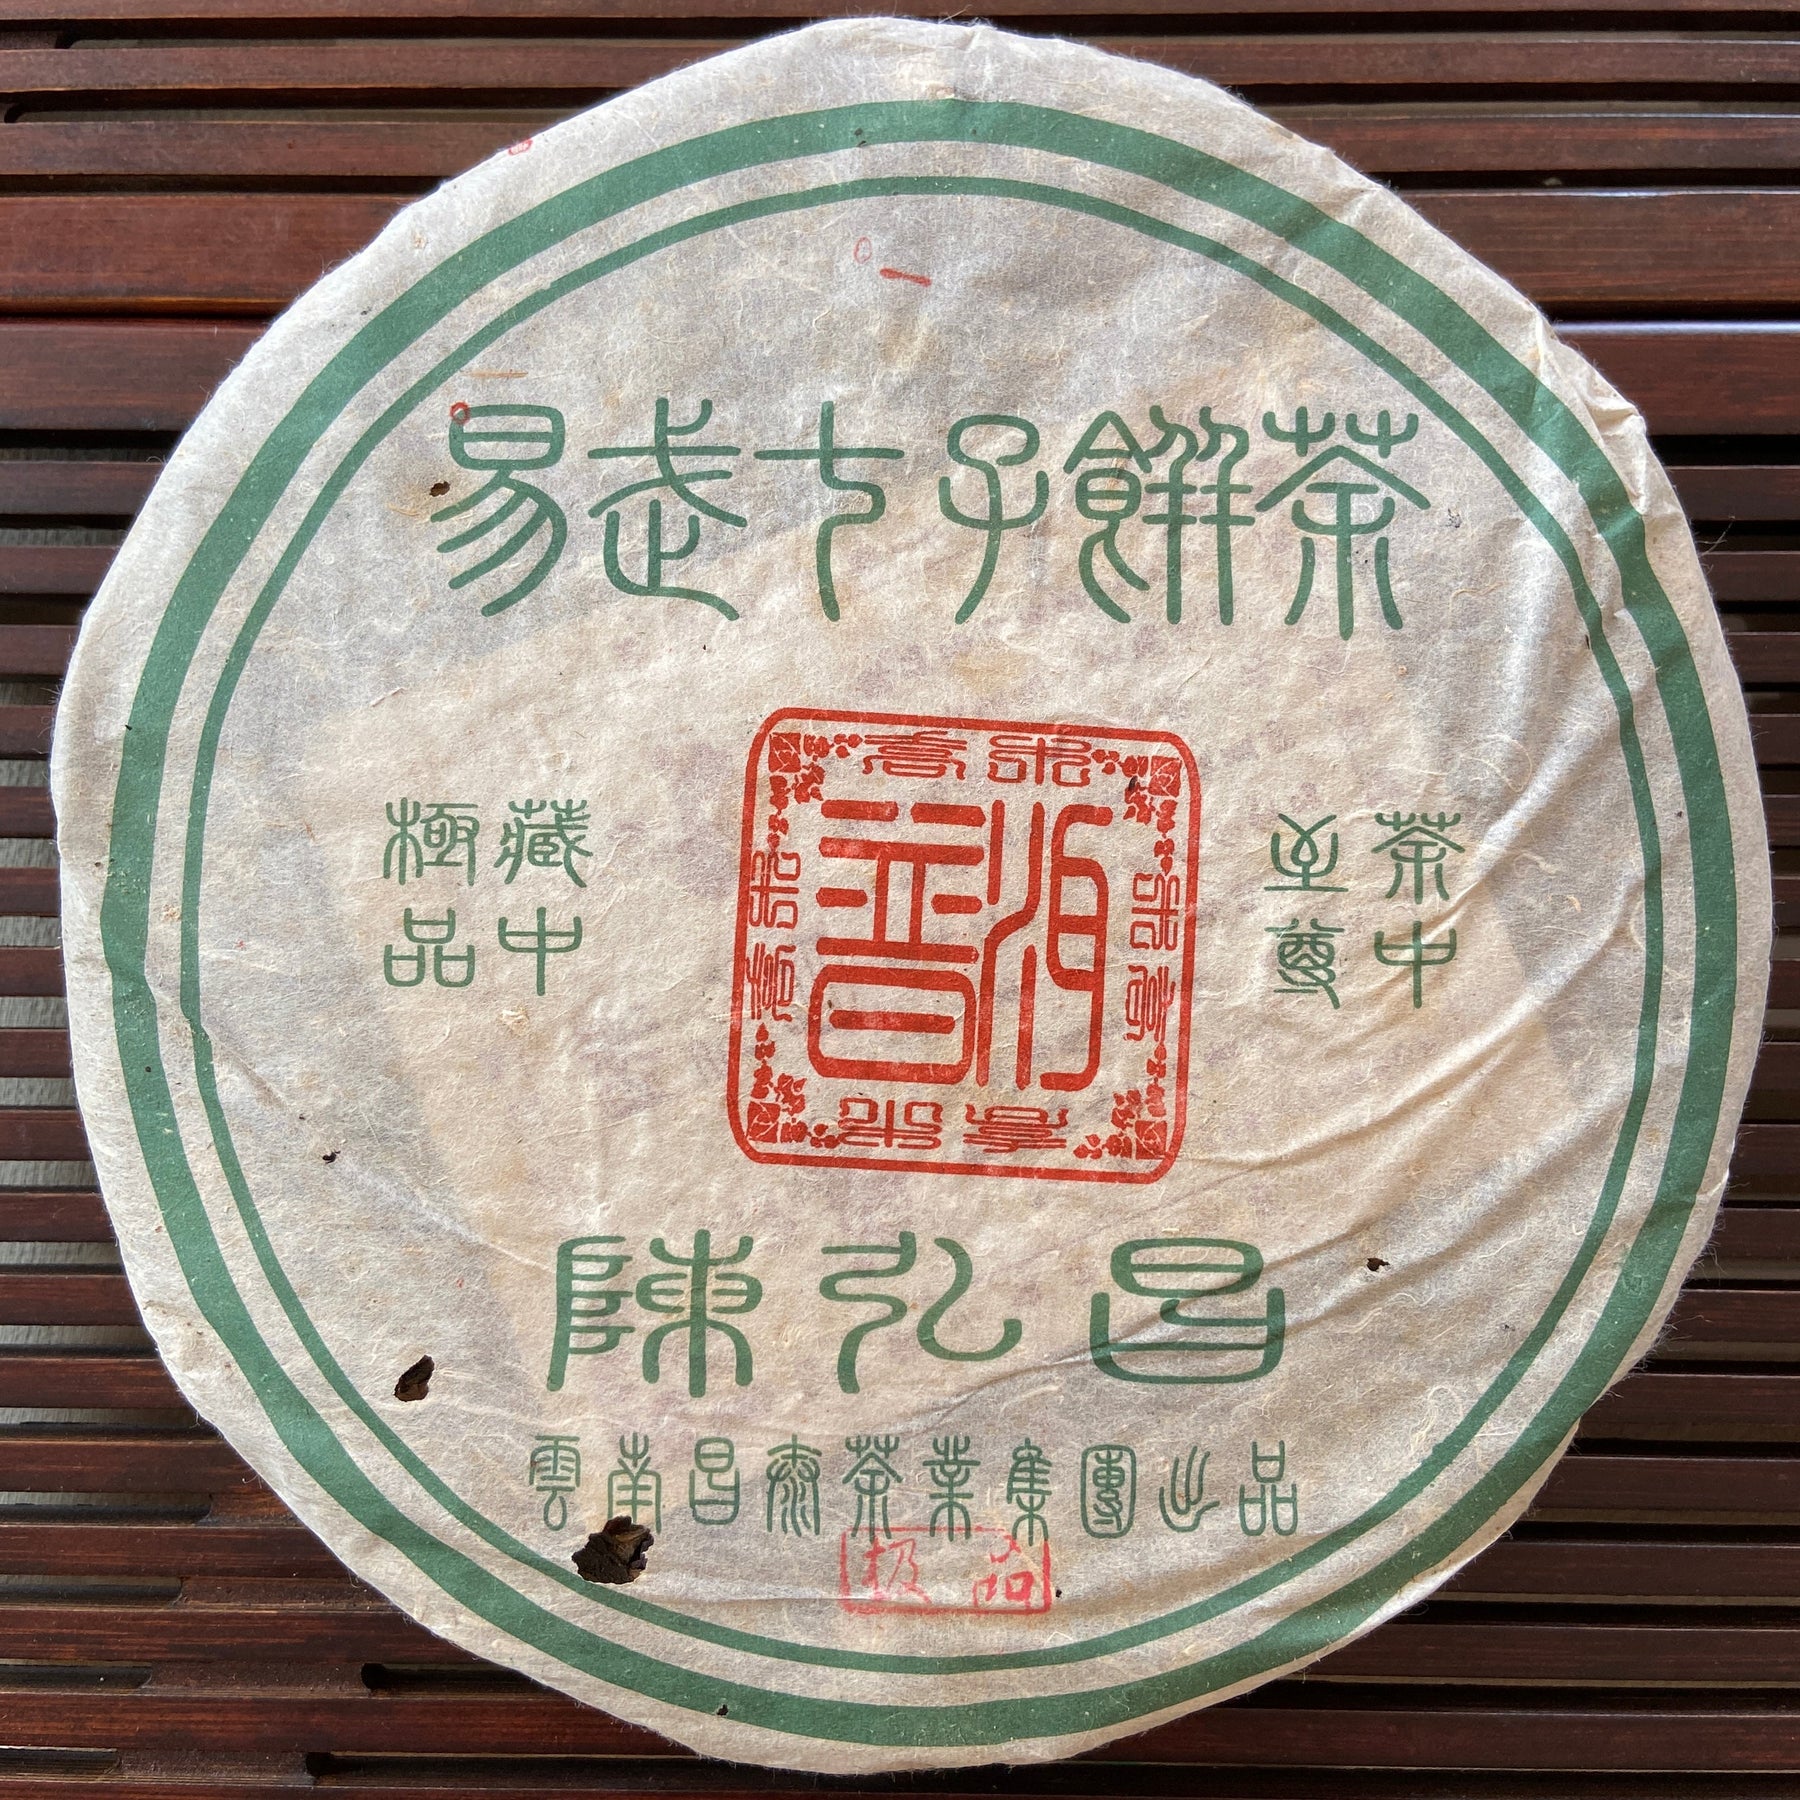 易武七子餅茶
茶中至尊
普洱
藏中極品
陳弘昌
雲南昌泰茶業集團出品
极品